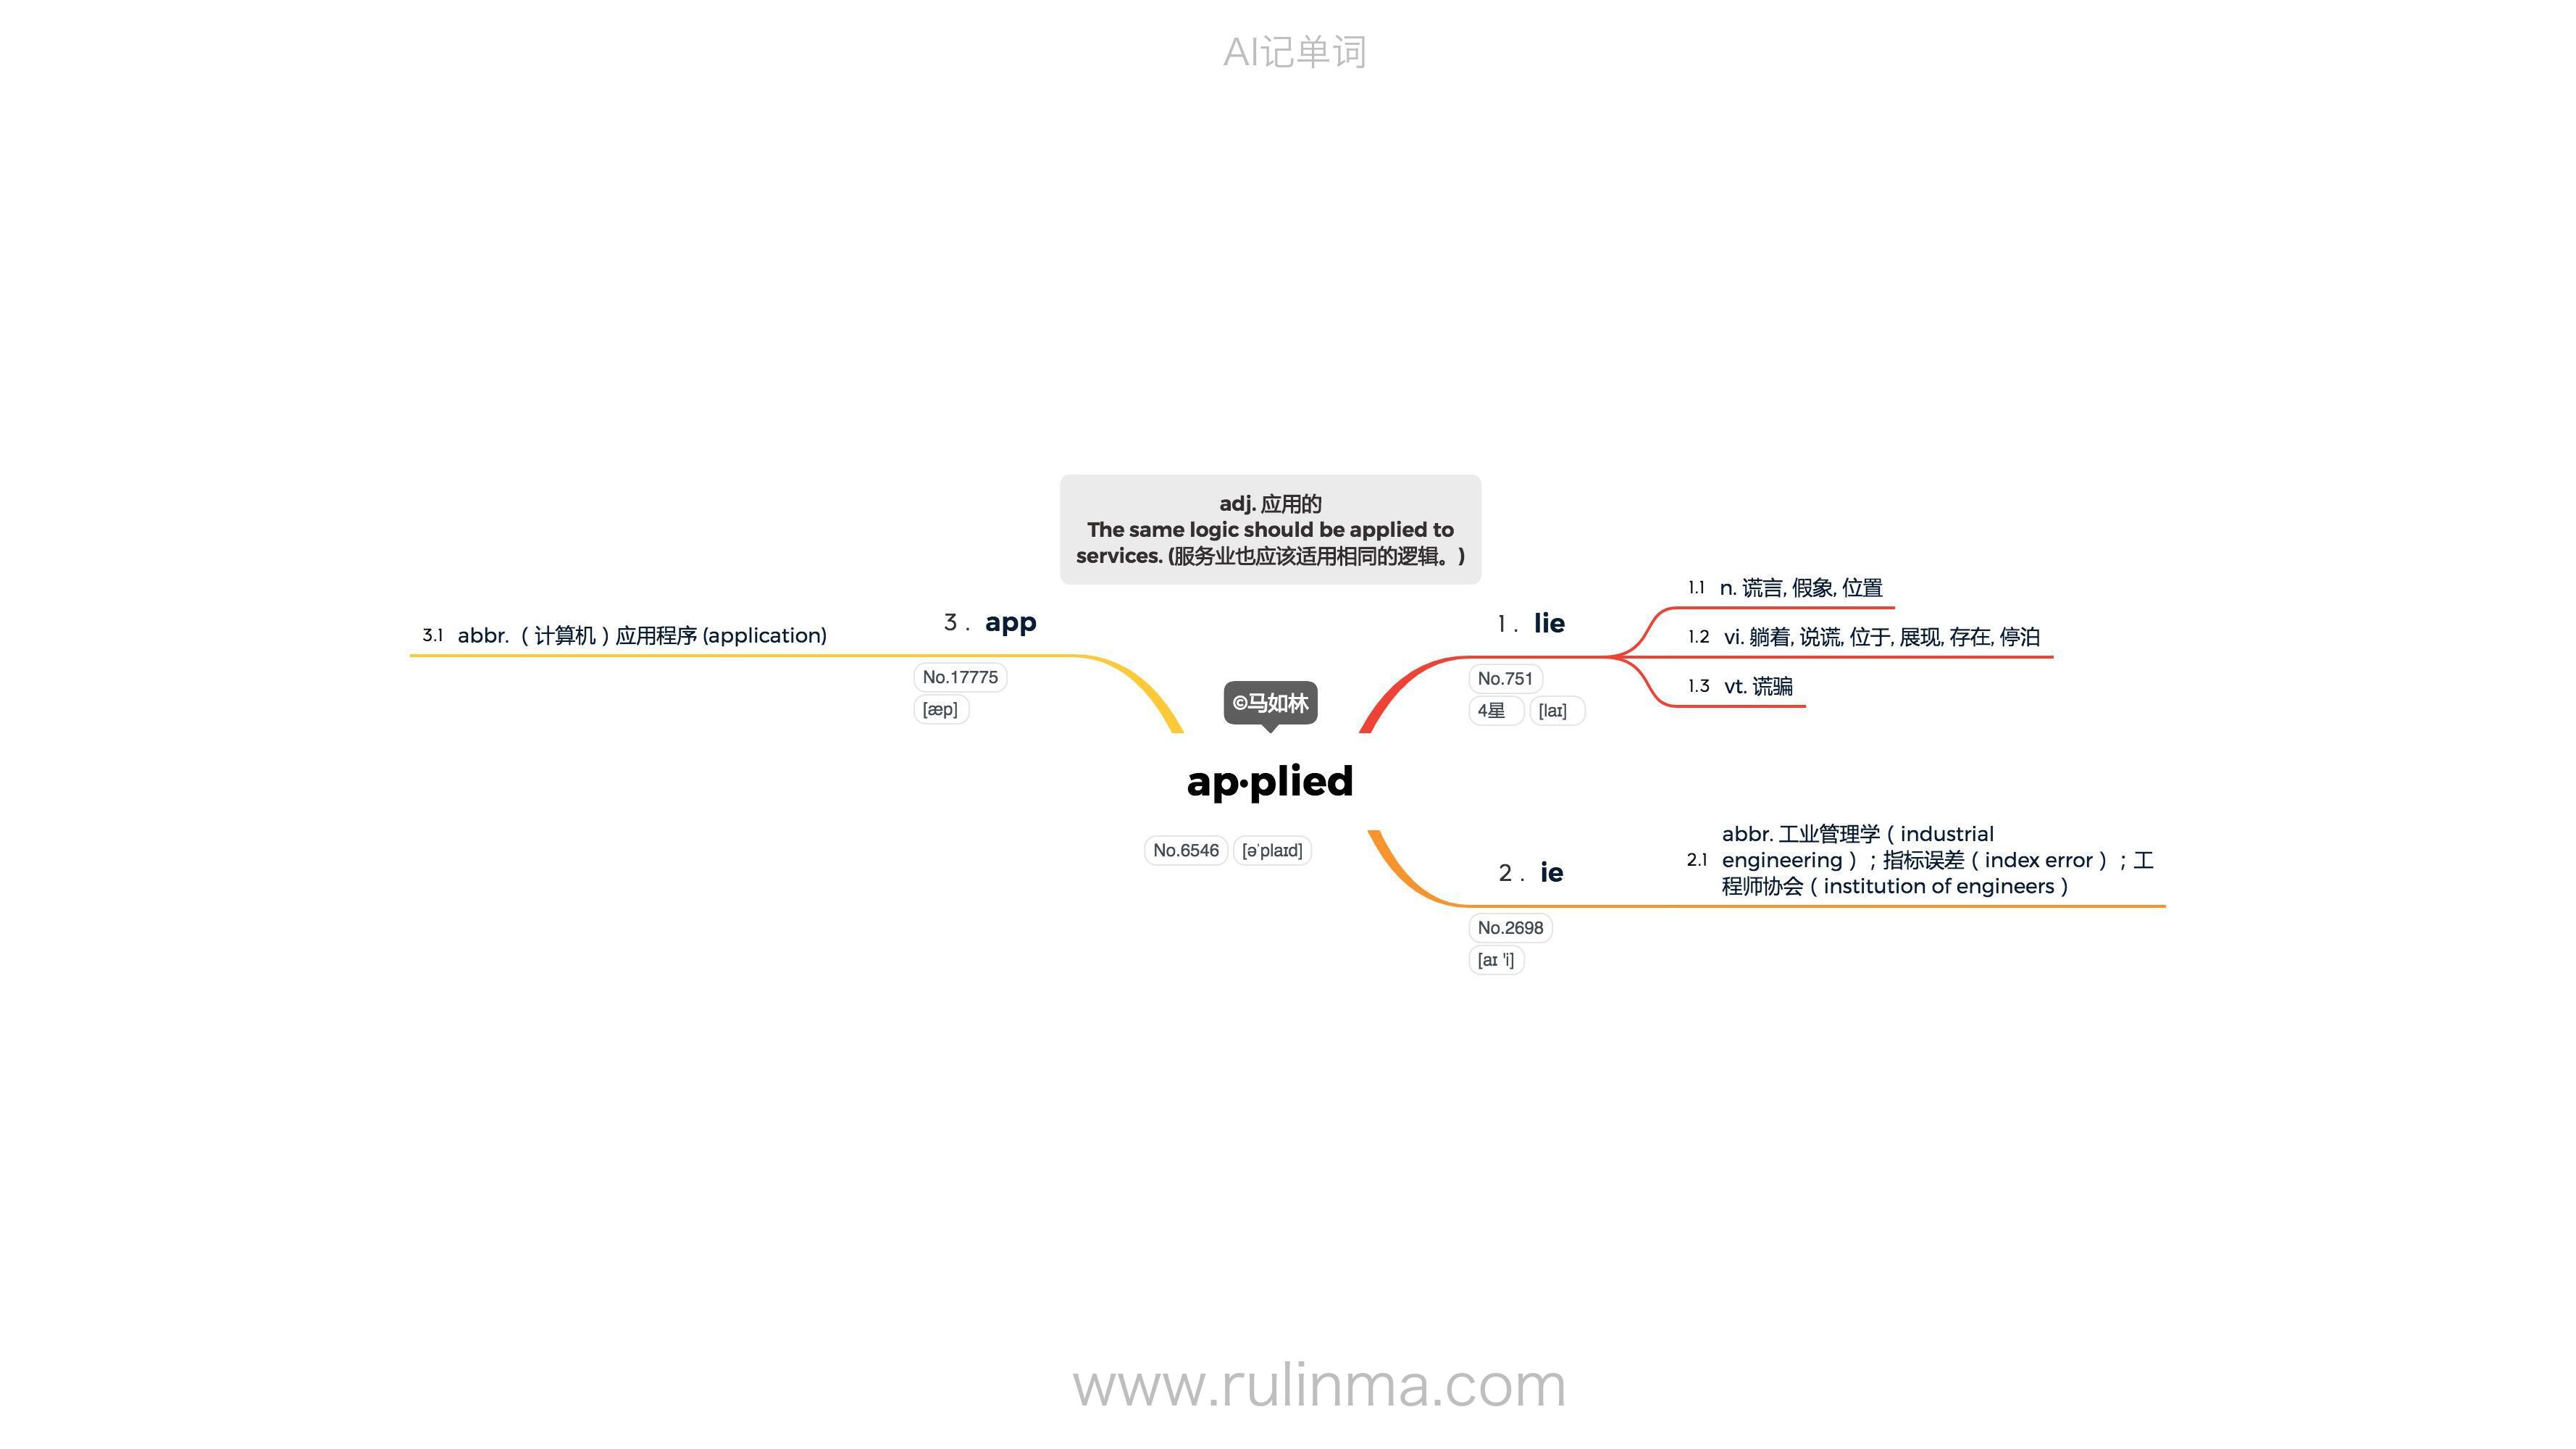 AI记单词
adj. 应用的
The same logic should be applied to
services. (服务业也应该适用相同的逻辑。)
©马如林
ap·plied
No.6546 [əˈplaɪd]
1. lie
No.751
4星 [laɪ]
1.1 n. 谎言, 假象, 位置
1.2 vi. 躺着, 说谎, 位于, 展现, 存在, 停泊
1.3 vt. 谎骗
2. ie
No.2698
[aɪ 'i]
2.1 abbr. 工业管理学（industrial
engineering）；指标误差（index error）；工
程师协会（institution of engineers）
3. app
No.17775
[æp]
3.1 abbr.（计算机）应用程序 (application)
www.rulinma.com